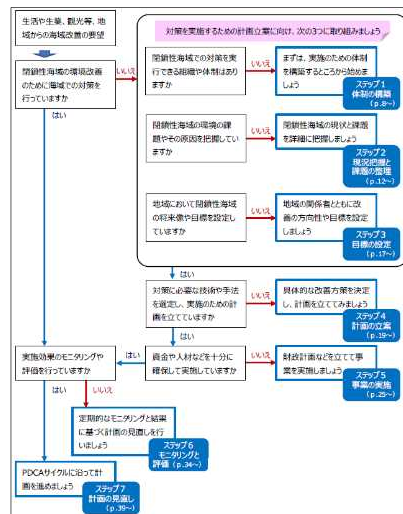 生活や生業、観光等、地
域からの海域改善の要望
対策を実施するための計画立案に向け、次の3つに取り組みましょう
閉鎖性海域の環境改善
のために海域での対策を
行っていますか
いいえ
はい
閉鎖性海域での対策を実
行できる組織や体制はあり
ますか
いいえ
まずは、実施のための体制
を構築するところから始めま
しょう
ステップ1
体制の構築
(p.8~)
はい
閉鎖性海域の環境の課
題やその原因を把握してい
ますか
いいえ
閉鎖性海域の現状と課題
を詳細に把握しましょう
ステップ2
現況把握と
課題の整理
(p.12~)
はい
地域において閉鎖性海域
の将来像や目標を設定し
ていますか
いいえ
地域の関係者とともに改
善の方向性や目標を設定
しましょう
ステップ3
目標の設定
(p.17~)
はい
対策に必要な技術や手法
を選定し、実施のための計
画を立てていますか
いいえ
具体的な改善方策を決定
し、計画を立ててみましょう
ステップ4
計画の立案
(p.19~)
はい
実施効果のモニタリングや
評価を行っていますか
はい
資金や人材などを十分に
確保して実施していますか
いいえ
財政計画などを立てて事
業を実施しましょう
ステップ5
事業の実施
(p.25~)
はい
いいえ
定期的なモニタリングと結果
に基づく計画の見直しを行
いましょう
ステップ6
モニタリングと
評価(p.34~)
PDCAサイクルに沿って計
画を進めましょう
ステップ7
計画の見直し
(p.39~)